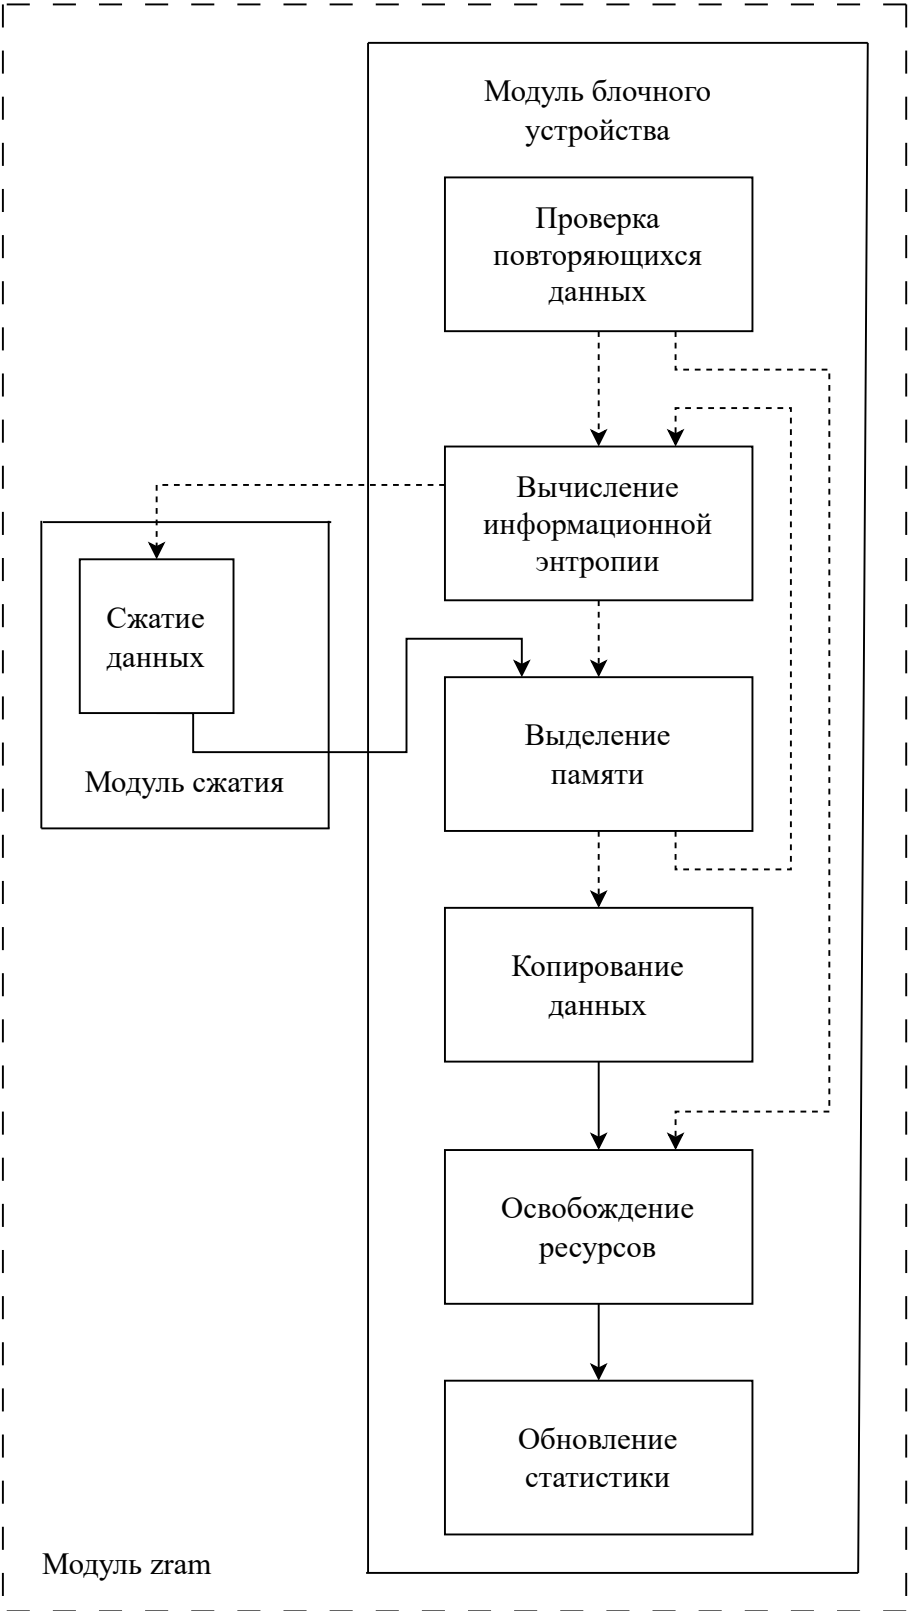 Модуль блочного
устройства
Проверка
повторяющихся
данных
Вычисление
информационной
энтропии
Сжатие
данных
Модуль сжатия
Выделение
памяти
Копирование
данных
Освобождение
ресурсов
Обновление
статистики
Модуль zram